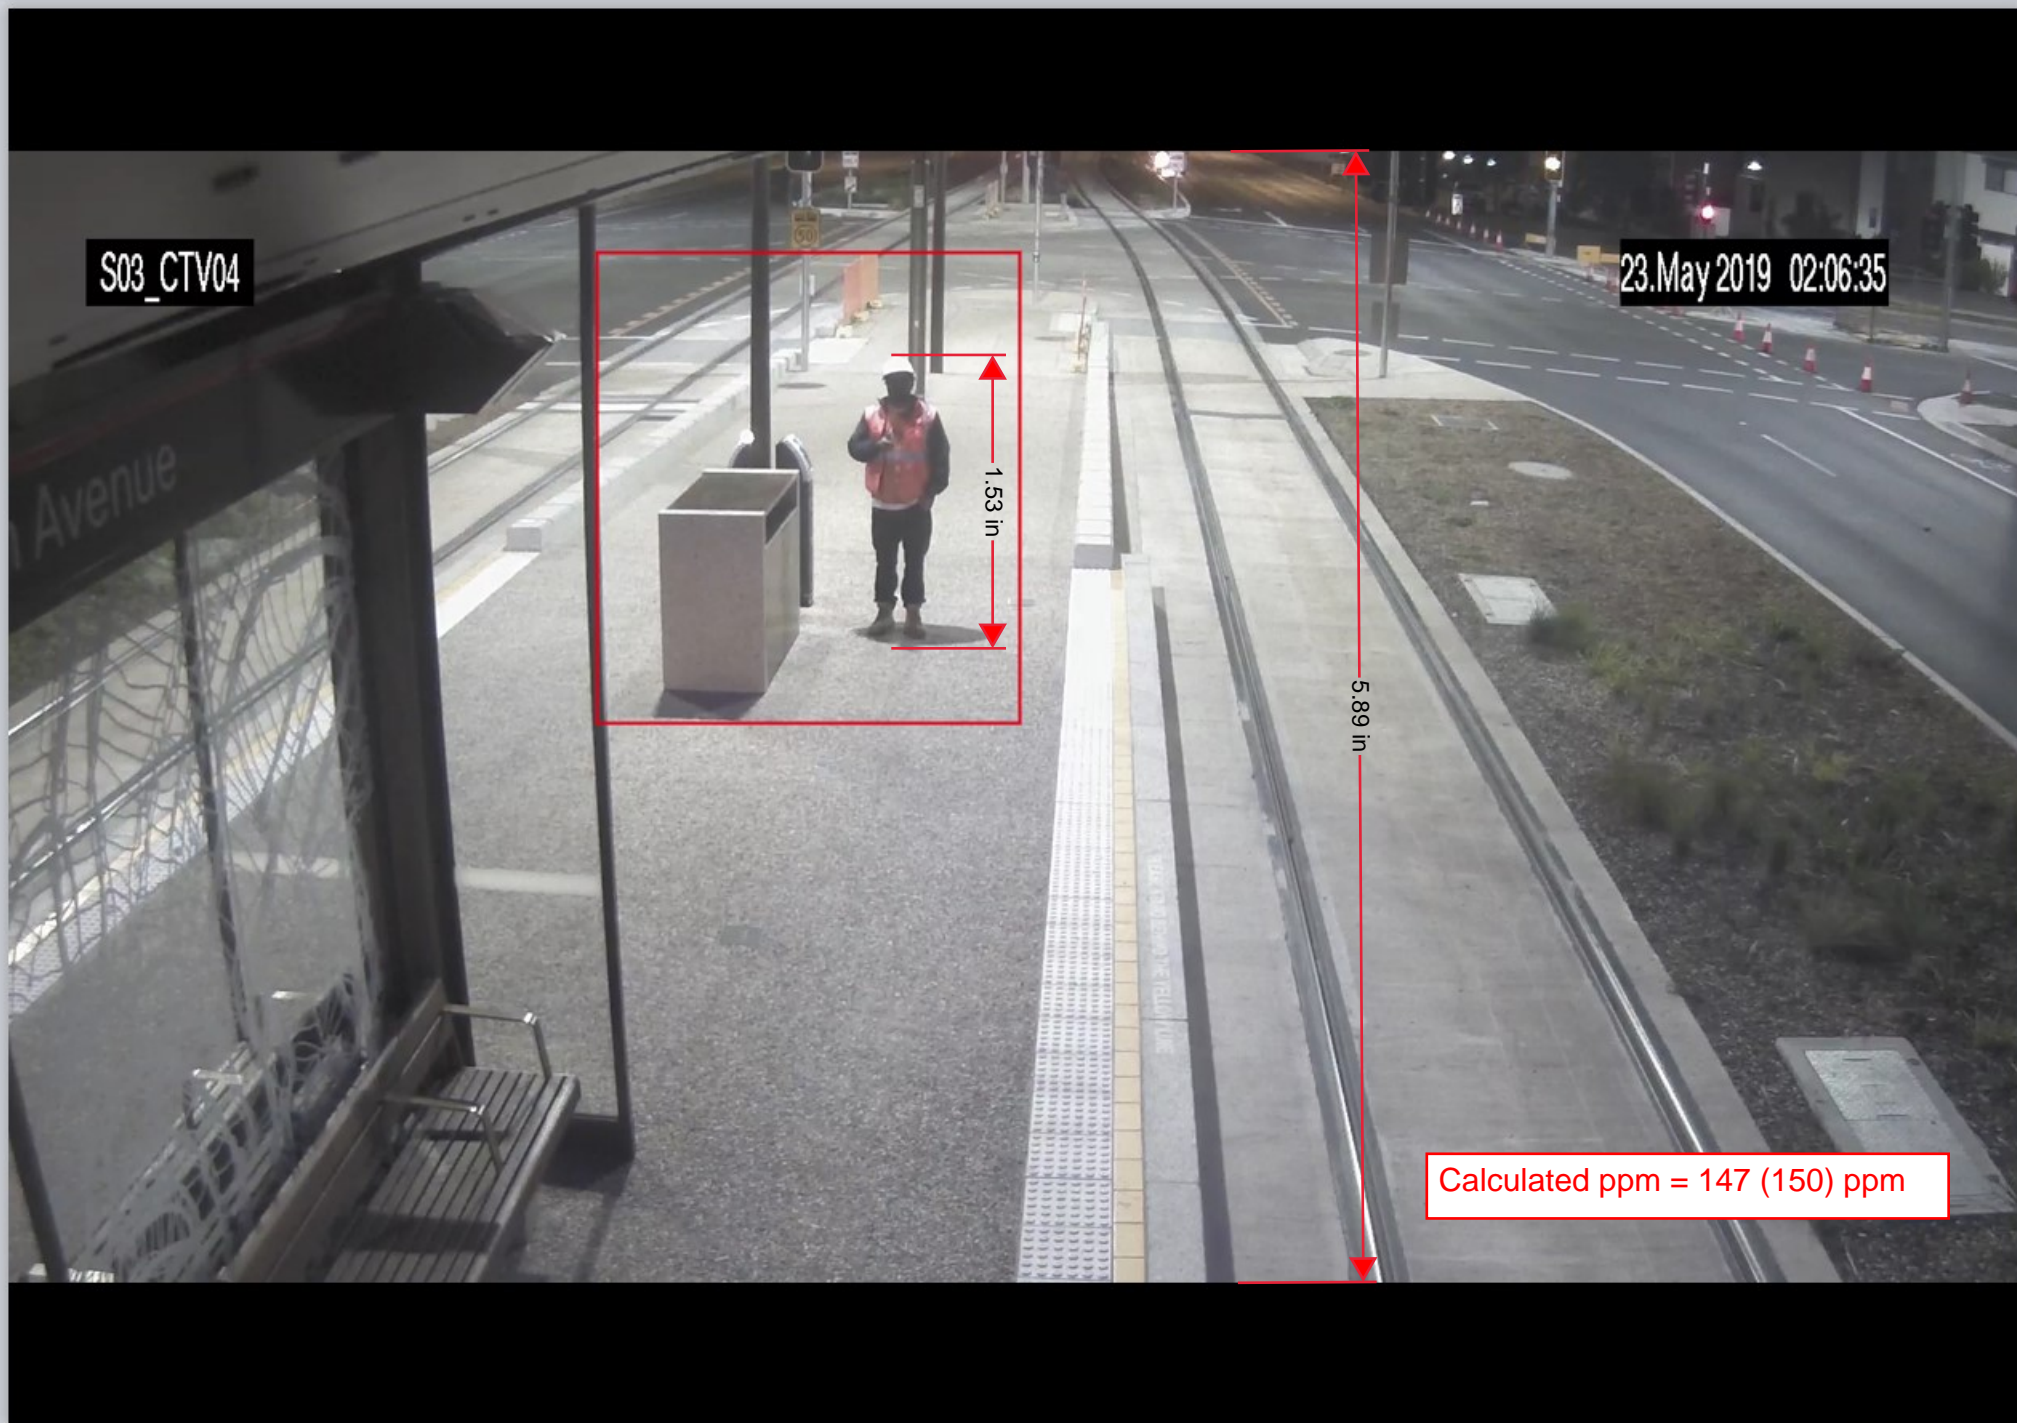 S03_CTV04
23.May 2019 02:06:35
n Avenue
1.53 in
5.89 in
Calculated ppm = 147 (150) ppm